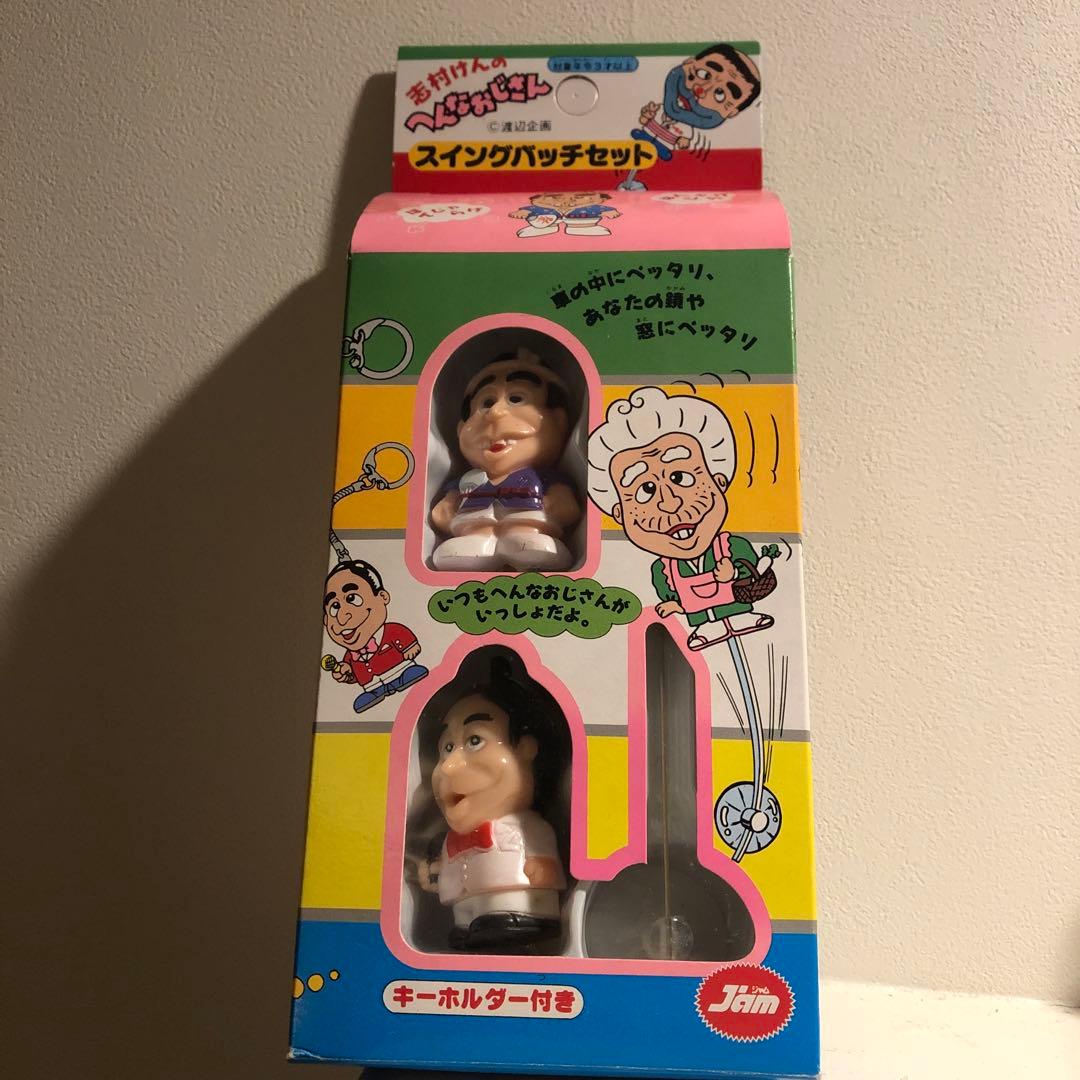 志村けんの
へんなおじさん
対象年令3才以上
©渡辺企画
スイングバッチセット
車の中にペッタリ、
あなたの鏡や
窓にペッタリ
いつもへんなおじさんが
いっしょだよ。
キーホルダー付き
ジャム
Jam